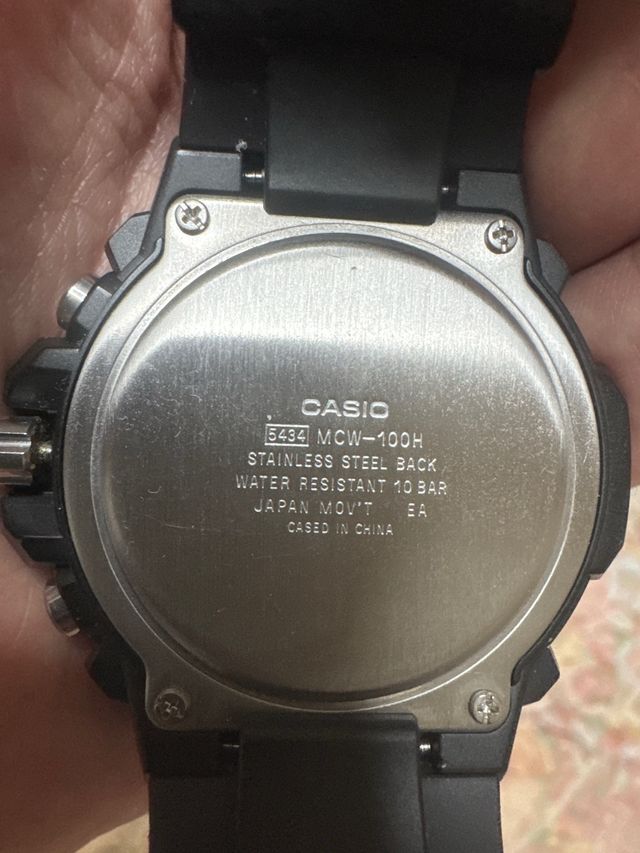 CASIO
5434 MCW-100H
STAINLESS STEEL BACK
WATER RESISTANT 10 BAR
JAPAN MOV'T EA
CASED IN CHINA